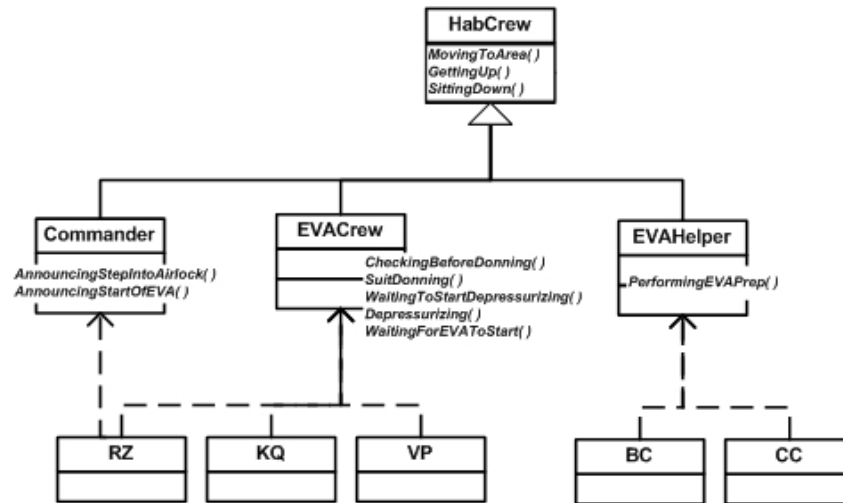 HabCrew
MovingToArea( )
GettingUp( )
SittingDown( )
Commander
AnnouncingStepIntoAirlock( )
AnnouncingStartOfEVA( )
EVACrew
CheckingBeforeDonning( )
SuitDonning( )
WaitingToStartDepressurizing( )
Depressurizing( )
WaitingForEVAToStart( )
EVAHelper
PerformingEVAPrep( )
RZ
KQ
VP
BC
CC